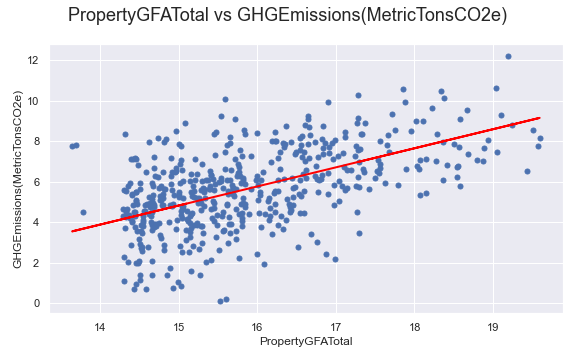 PropertyGFATotal vs GHGEmissions(MetricTonsCO2e)
GHGEmissions(MetricTonsCO2e)
12
10
8
6
4
2
0
14 15 16 17 18 19
PropertyGFATotal